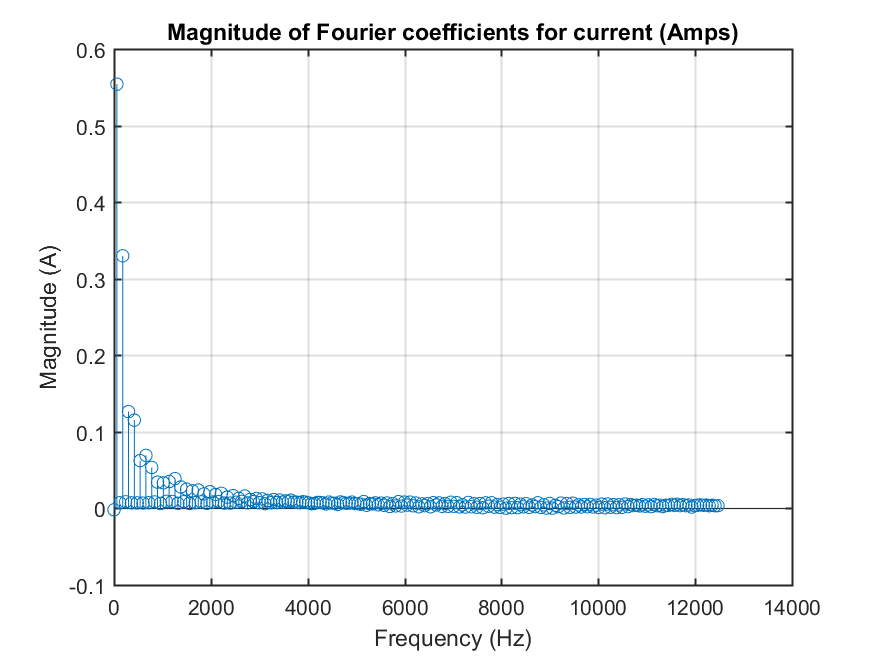 Magnitude of Fourier coefficients for current (Amps)
0.6
0.5
0.4
0.3
0.2
0.1
0
-0.1
Magnitude (A)
0 2000 4000 6000 8000 10000 12000 14000
Frequency (Hz)